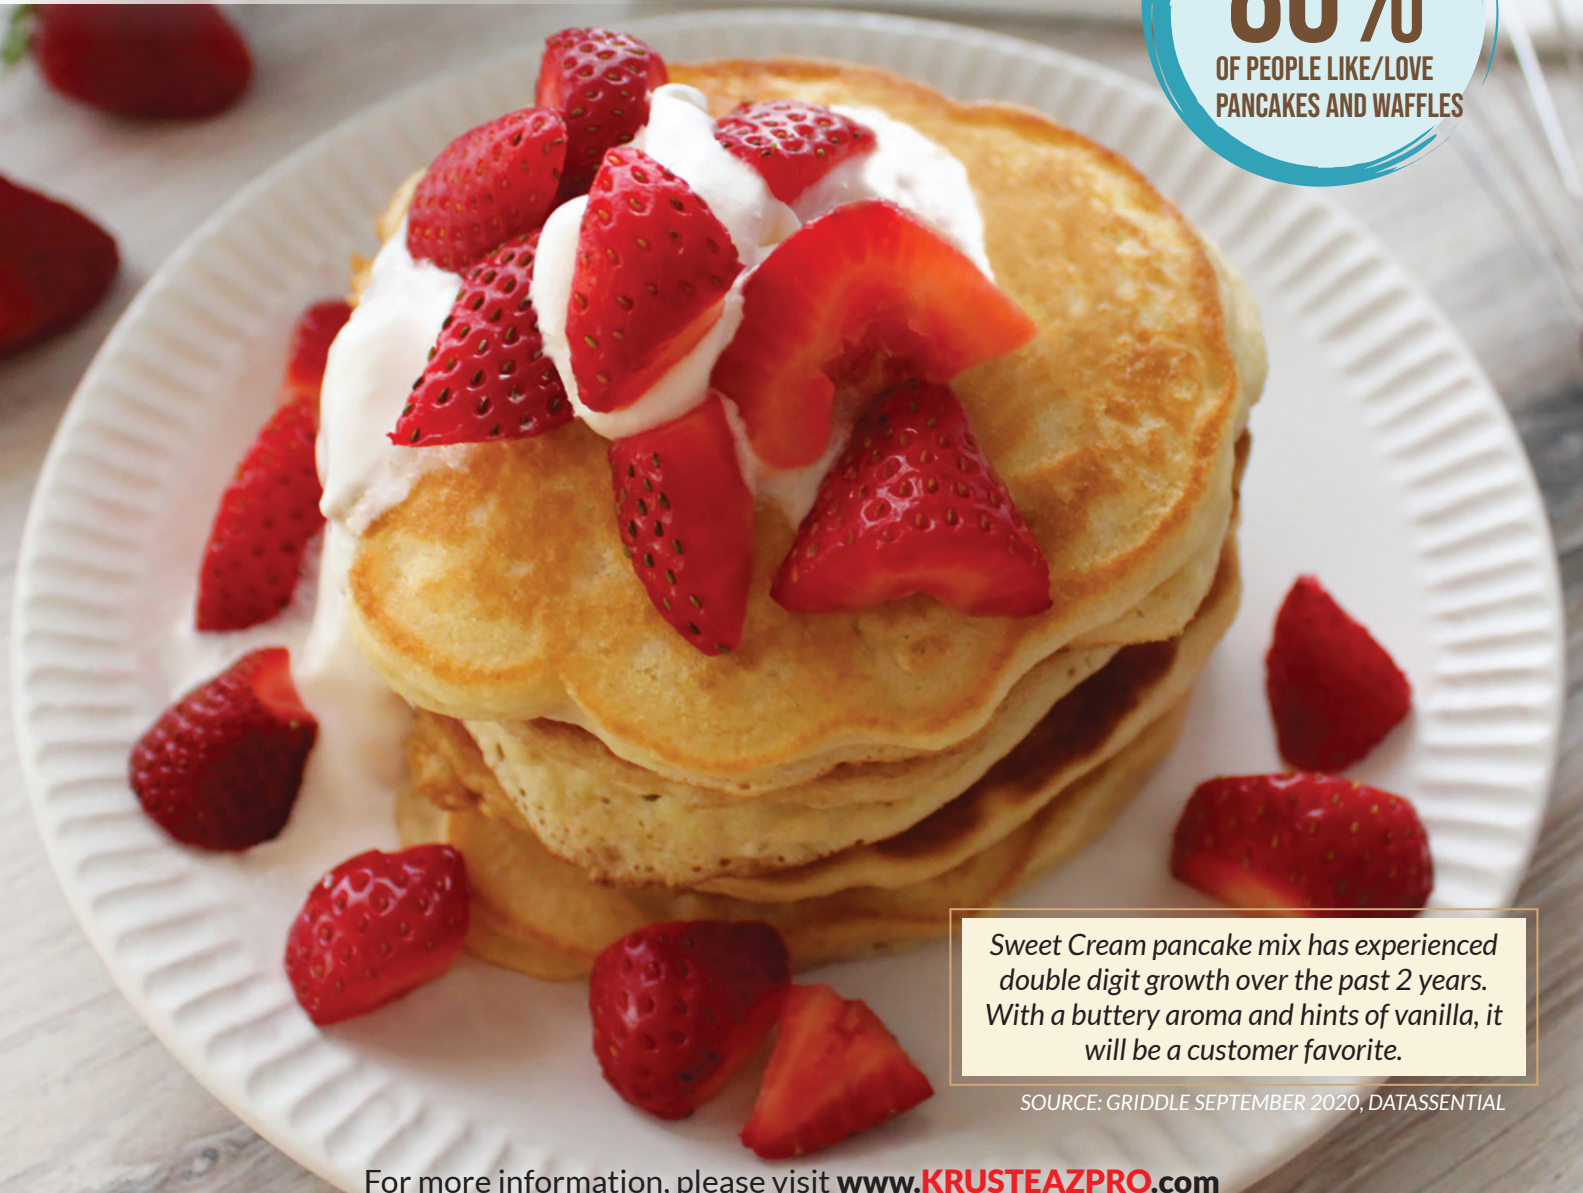 OF PEOPLE LIKE/LOVE
PANCAKES AND WAFFLES
Sweet Cream pancake mix has experienced
double digit growth over the past 2 years.
With a buttery aroma and hints of vanilla, it
will be a customer favorite.
SOURCE: GRIDDLE SEPTEMBER 2020, DATASSENTIAL
For more information, please visit www.KRUSTEAZPRO.com